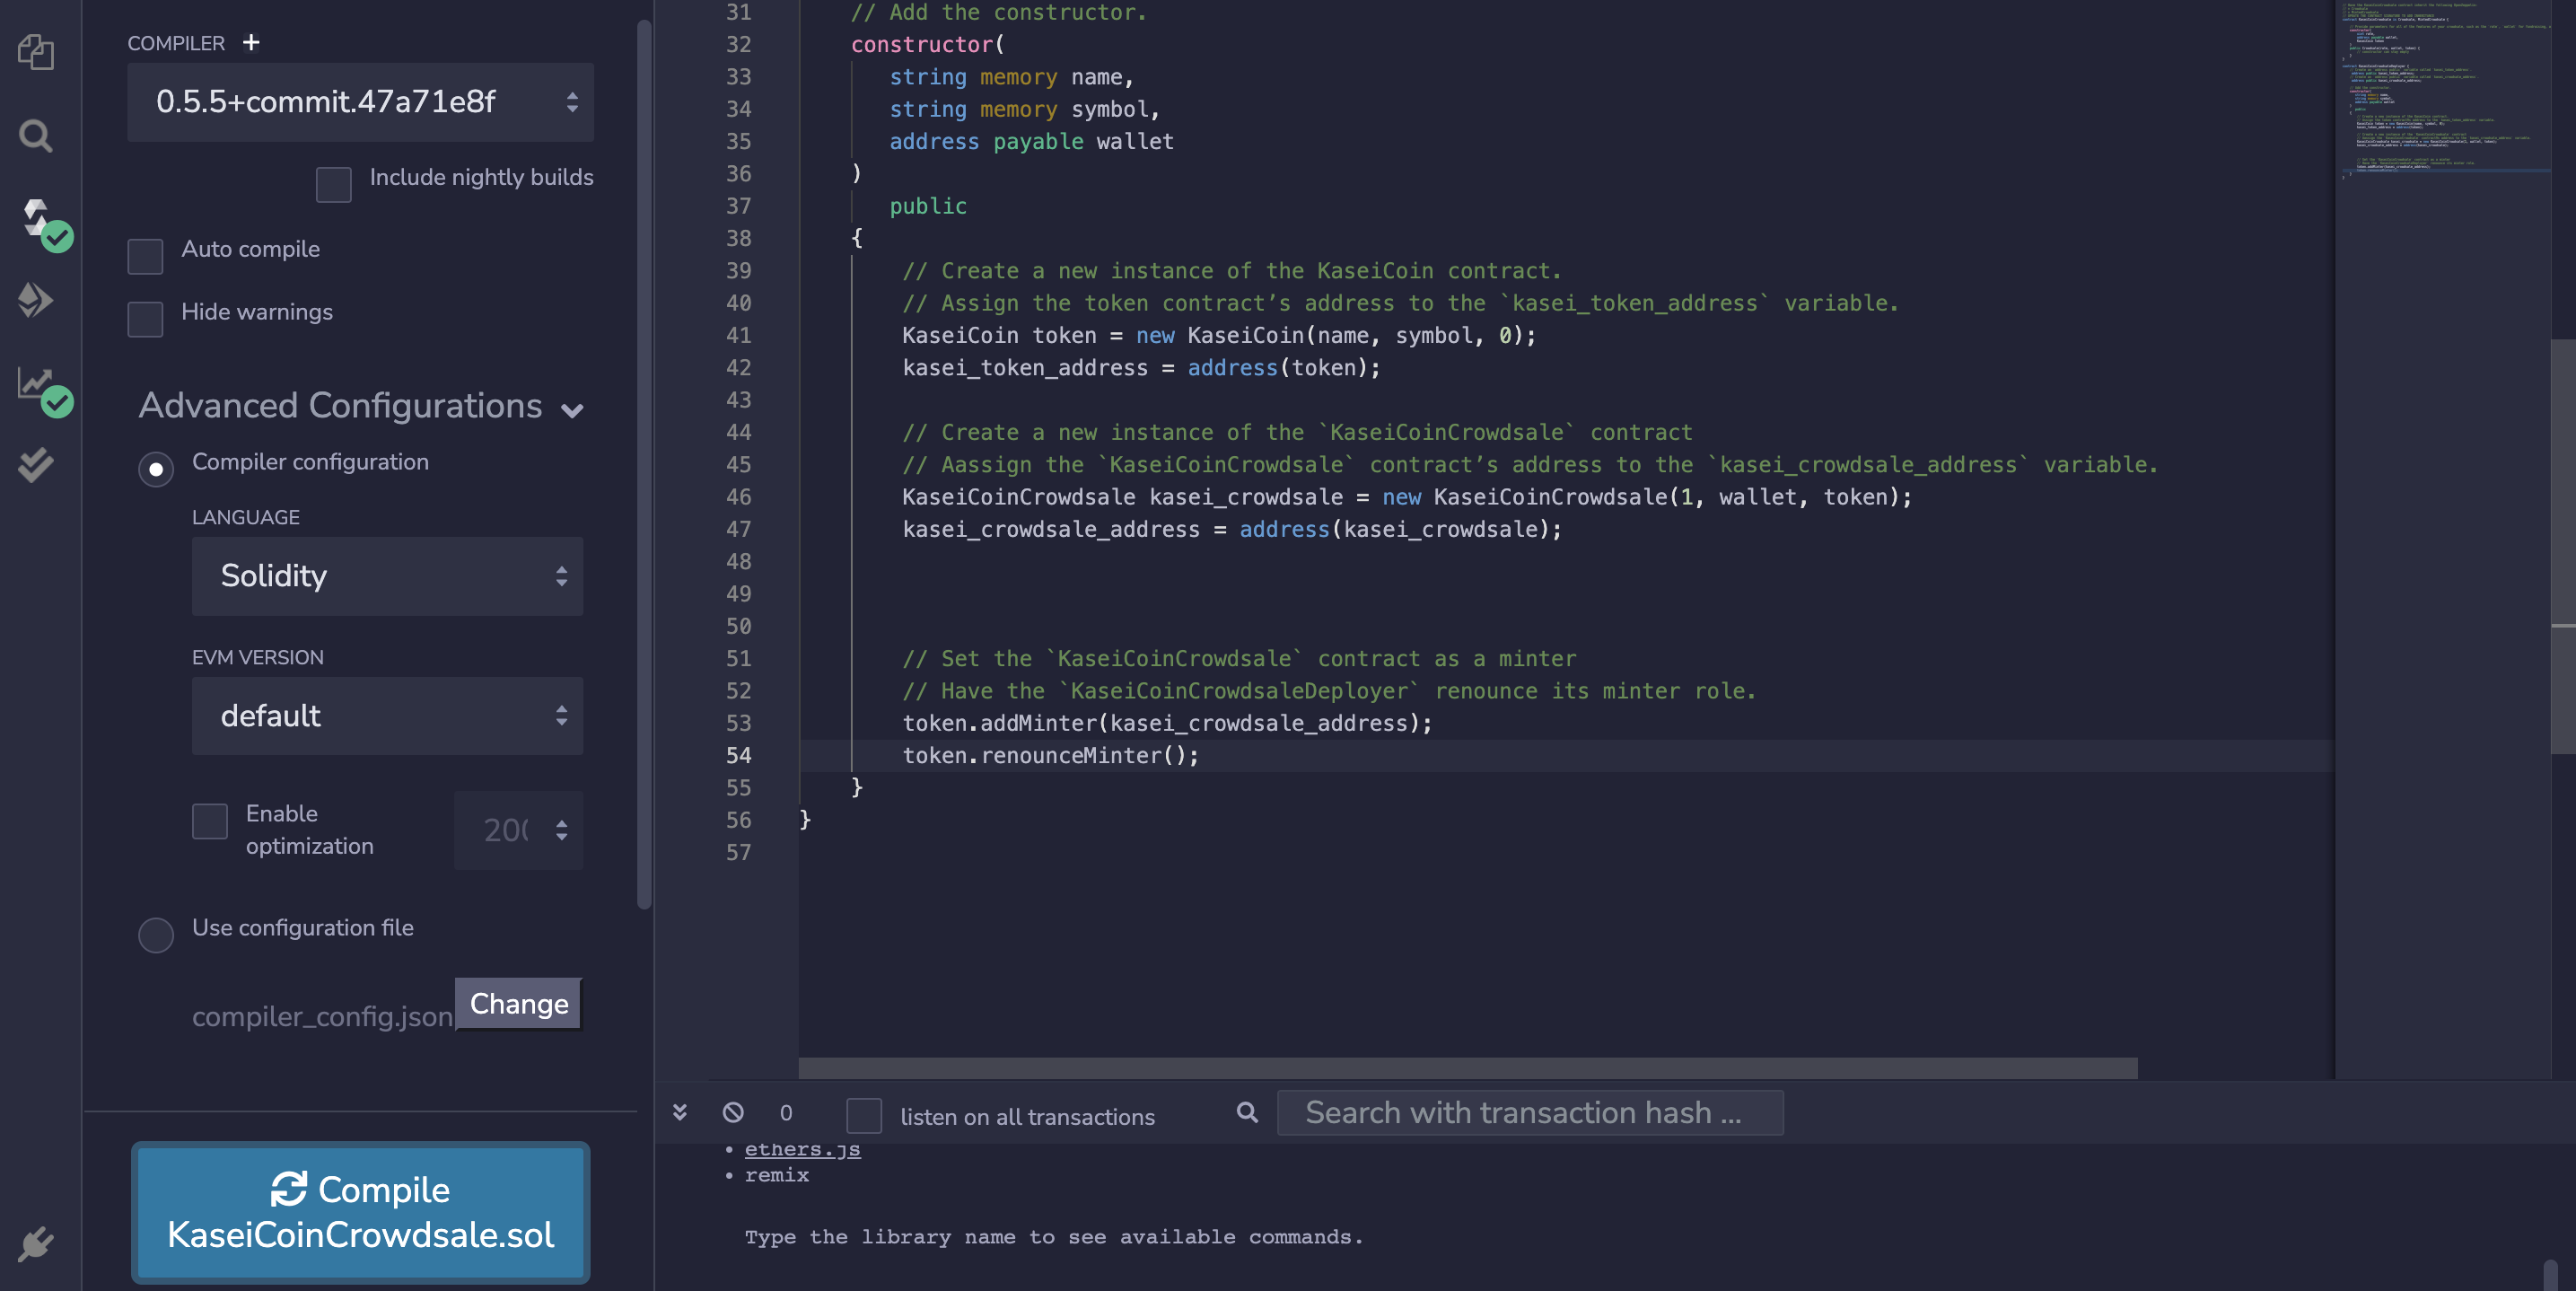 COMPILER +
0.5.5+commit.47a71e8f
Include nightly builds
Auto compile
Hide warnings
Advanced Configurations
Compiler configuration
LANGUAGE
Solidity
EVM VERSION
default
Enable
optimization
200
Use configuration file
compiler_config.json
Change
Compile
KaseiCoinCrowdsale.sol
31 // Add the constructor.
32 constructor(
33 string memory name,
34 string memory symbol,
35 address payable wallet
36 )
37 public
38 {
39 // Create a new instance of the KaseiCoin contract.
40 // Assign the token contract’s address to the `kasei_token_address` variable.
41 KaseiCoin token = new KaseiCoin(name, symbol, 0);
42 kasei_token_address = address(token);
43
44 // Create a new instance of the `KaseiCoinCrowdsale` contract
45 // Aassign the `KaseiCoinCrowdsale` contract’s address to the `kasei_crowdsale_address` variable.
46 KaseiCoinCrowdsale kasei_crowdsale = new KaseiCoinCrowdsale(1, wallet, token);
47 kasei_crowdsale_address = address(kasei_crowdsale);
48
49
50
51 // Set the `KaseiCoinCrowdsale` contract as a minter
52 // Have the `KaseiCoinCrowdsaleDeployer` renounce its minter role.
53 token.addMinter(kasei_crowdsale_address);
54 token.renounceMinter();
55 }
56 }
57
0
listen on all transactions
Search with transaction hash ...
• ethers.js
• remix
Type the library name to see available commands.